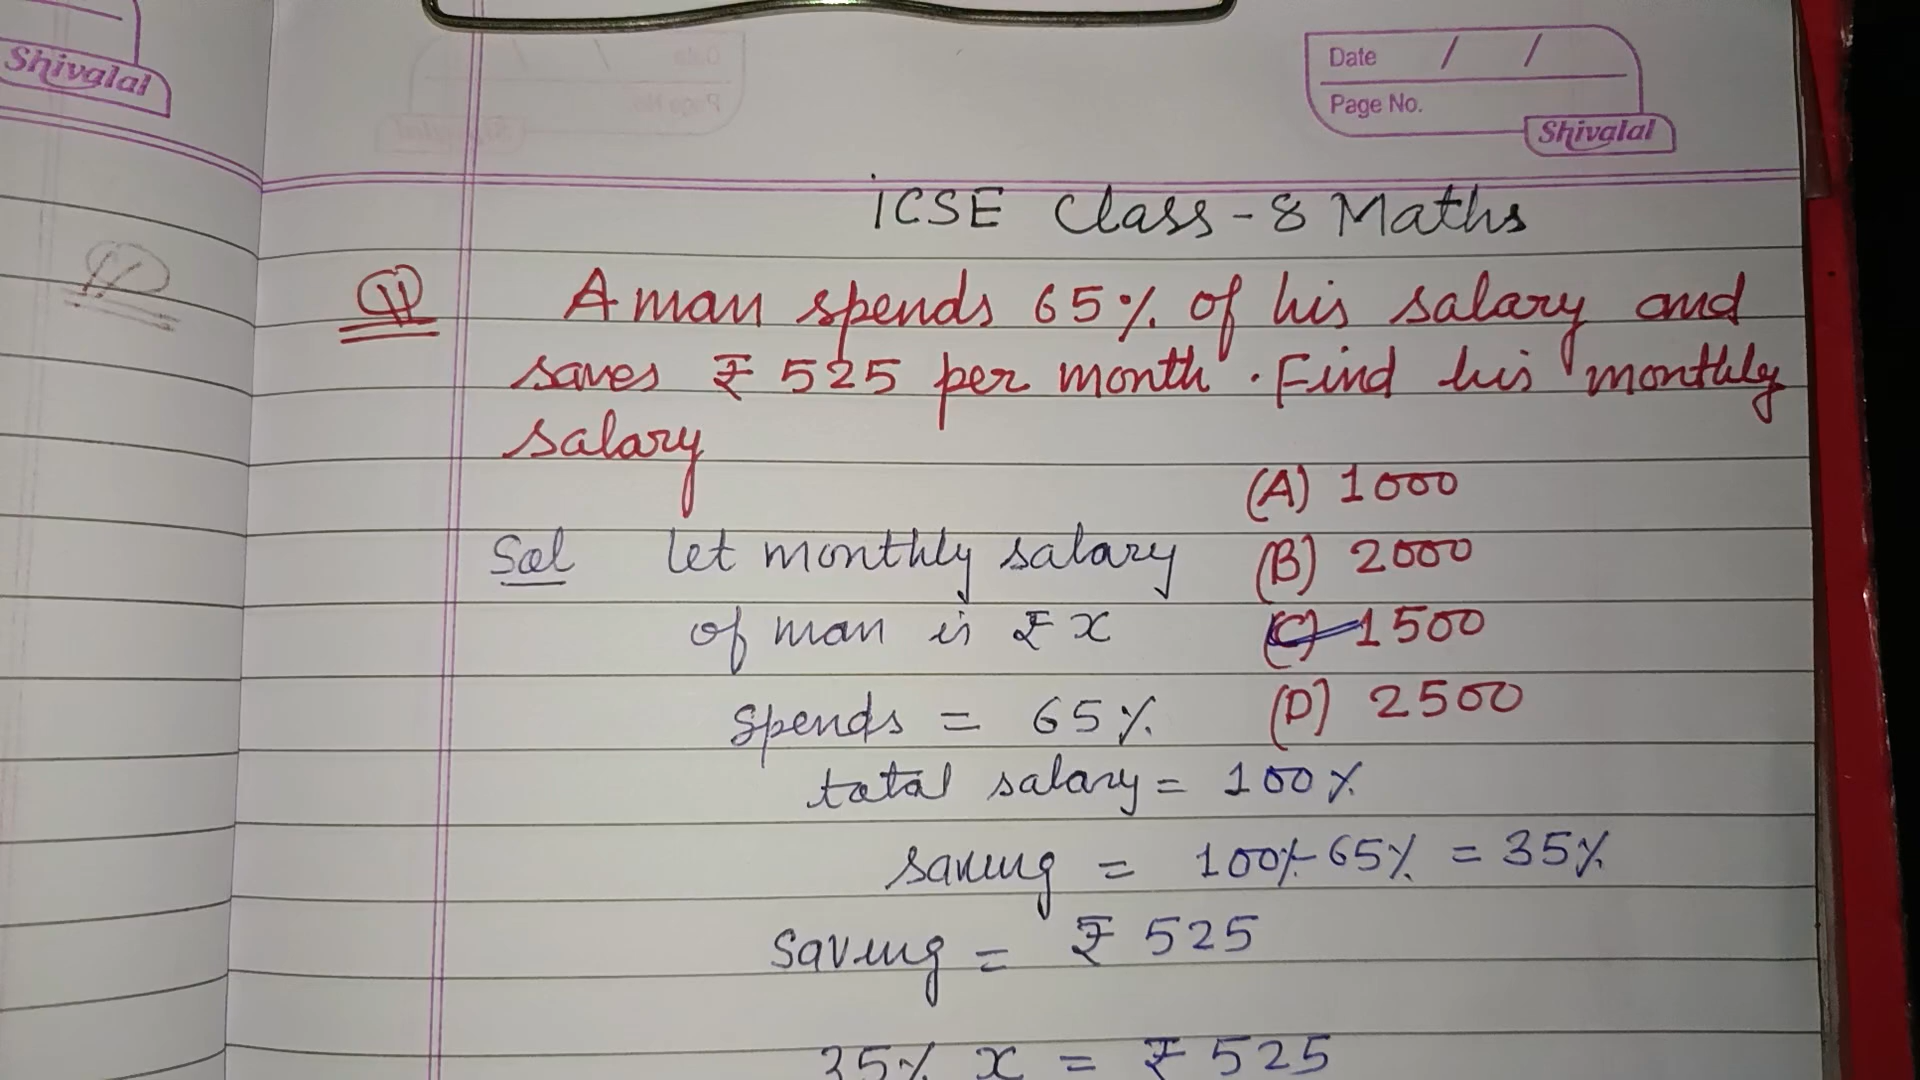 Shivalal
Date / /
Page No.
Shivalal
ICSE Class-8 Maths
Q1 A man spends 65% of his salary and
saves ₹ 525 per month. Find his monthly
salary
(A) 1000
Sol let monthly salary (B) 2000
of man is ₹ x (C) 1500
spends = 65% (D) 2500
total salary = 100%
saving = 100%-65% = 35%
saving = ₹ 525
35% x = ₹ 525